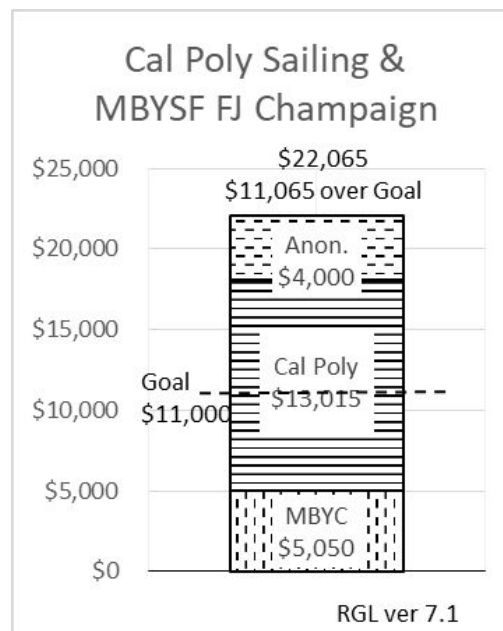 Cal Poly Sailing &
MBYSF FJ Champaign
$22,065
$11,065 over Goal
$25,000
$20,000
$15,000
$10,000
$5,000
$0
Anon.
$4,000
Cal Poly
$13,015
Goal
$11,000
MBYC
$5,050
RGL ver 7.1